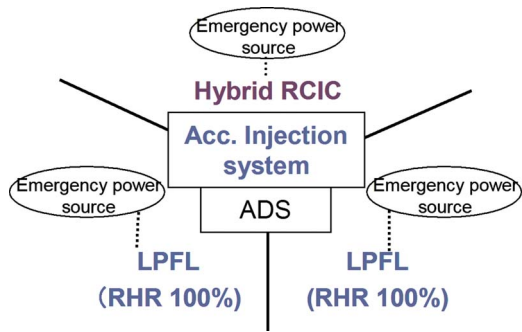 Emergency power
source
Hybrid RCIC
Acc. Injection
system
Emergency power
source
ADS
Emergency power
source
LPFL
(RHR 100%)
LPFL
(RHR 100%)